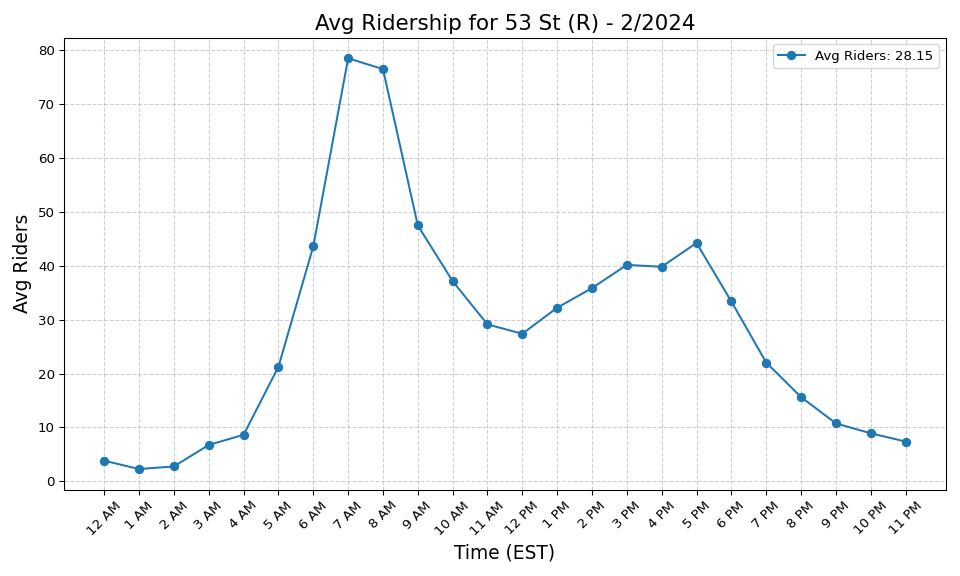 Avg Ridership for 53 St (R) - 2/2024
Avg Riders: 28.15
Avg Riders
80
70
60
50
40
30
20
10
0
12 AM
1 AM
2 AM
3 AM
4 AM
5 AM
6 AM
7 AM
8 AM
9 AM
10 AM
11 AM
12 PM
1 PM
2 PM
3 PM
4 PM
5 PM
6 PM
7 PM
8 PM
9 PM
10 PM
11 PM
Time (EST)